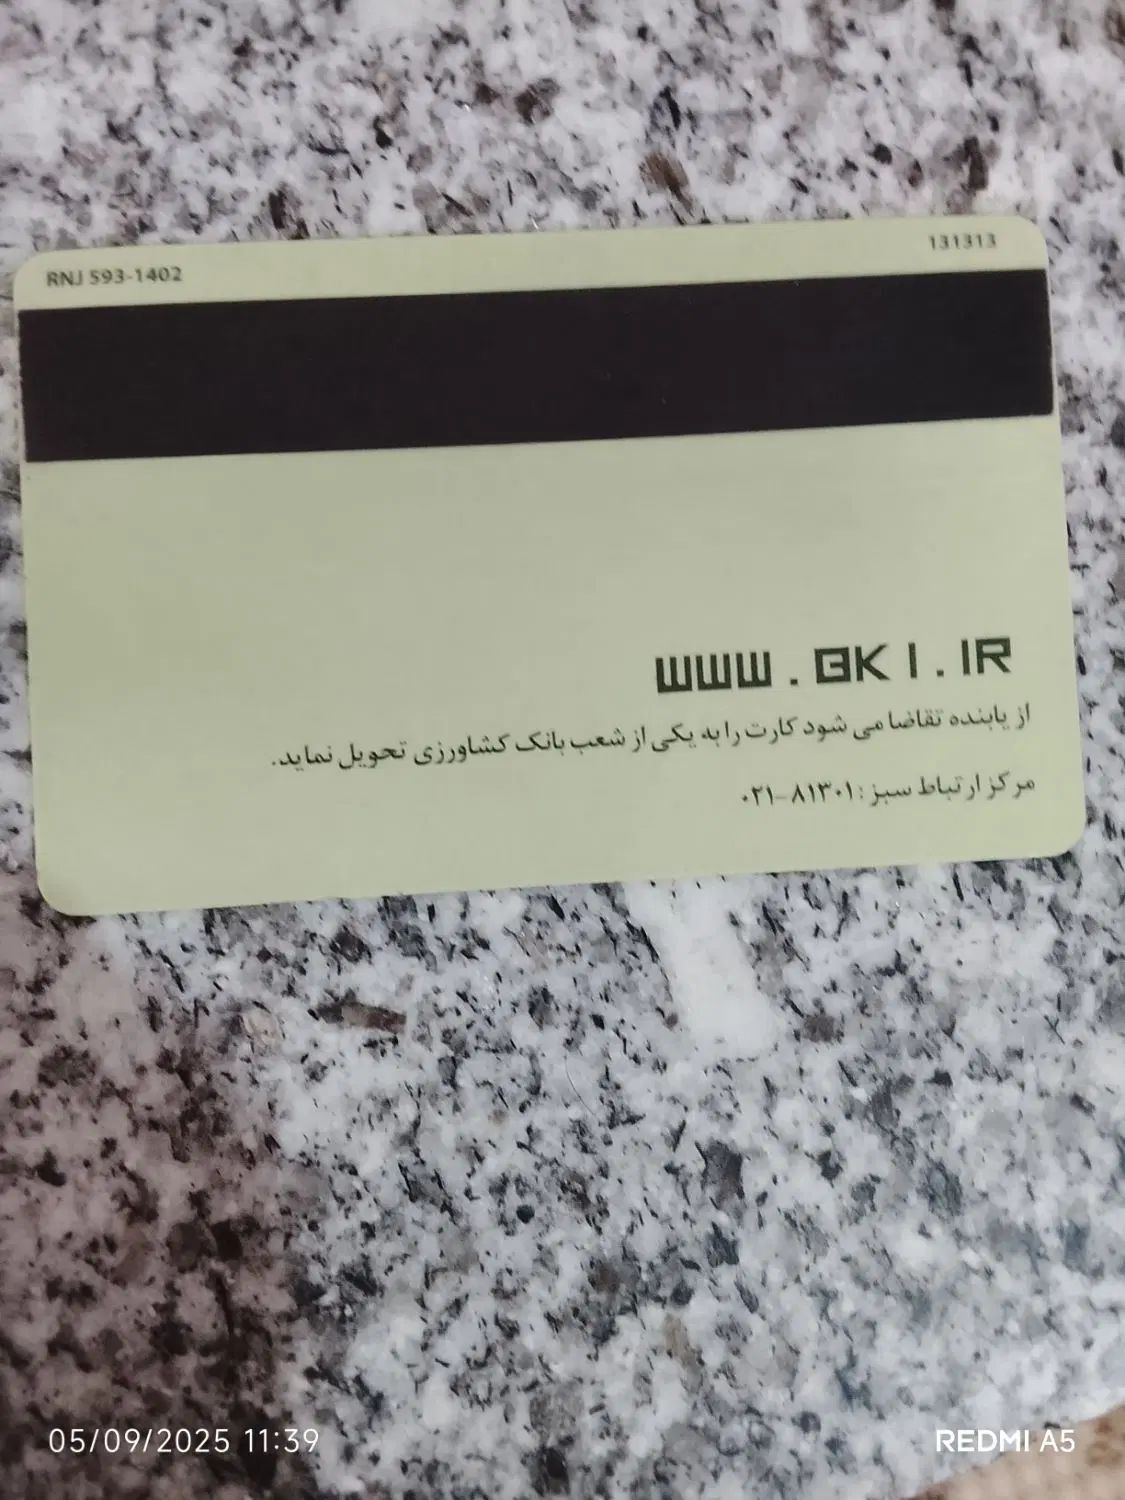 RNJ 593-1402
131313
www.BKI.IR
از یابنده تقاضا می شود کارت را به یکی از شعب بانک کشاورزی تحویل نماید.
مرکز ارتباط سبز: ۸۱۳۰۱-۰۲۱
05/09/2025 11:39
REDMI A5